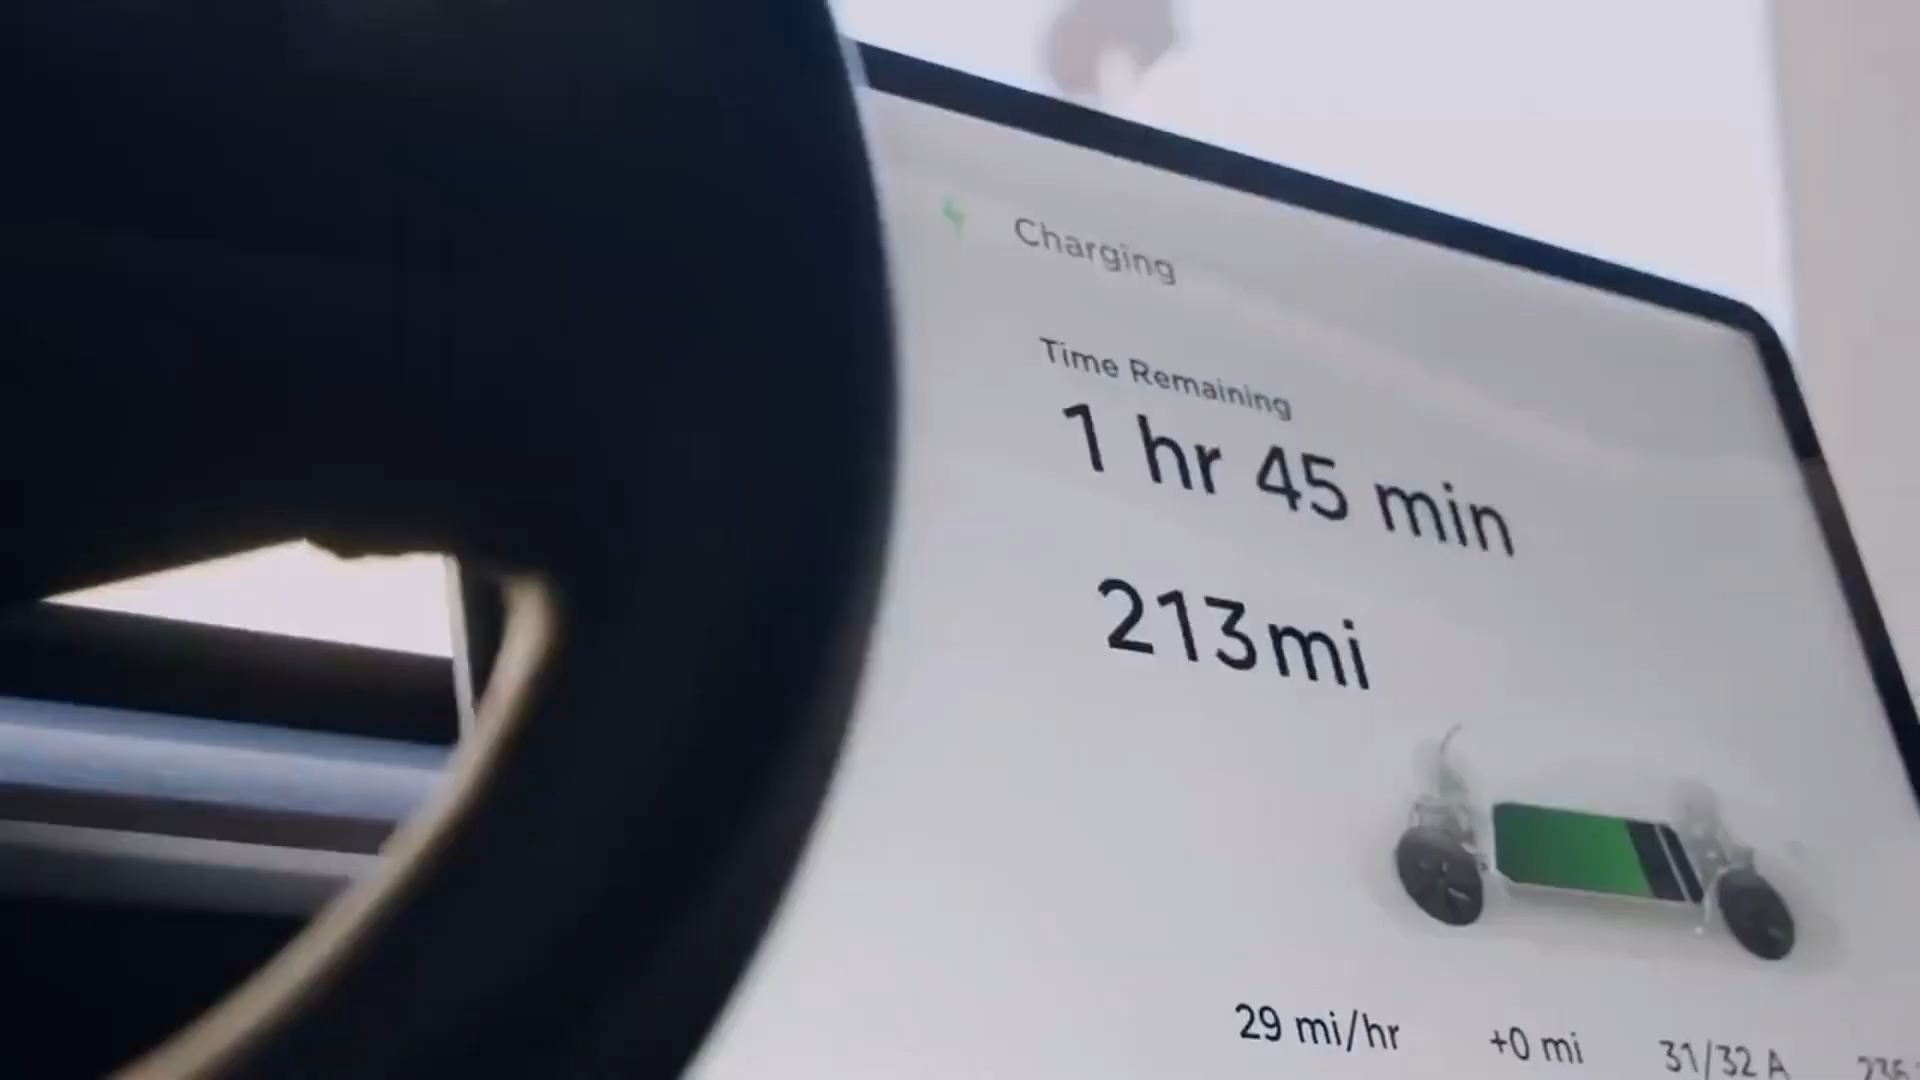 Charging
Time Remaining
1 hr 45 min
213mi
29 mi/hr +0 mi 31/32 A